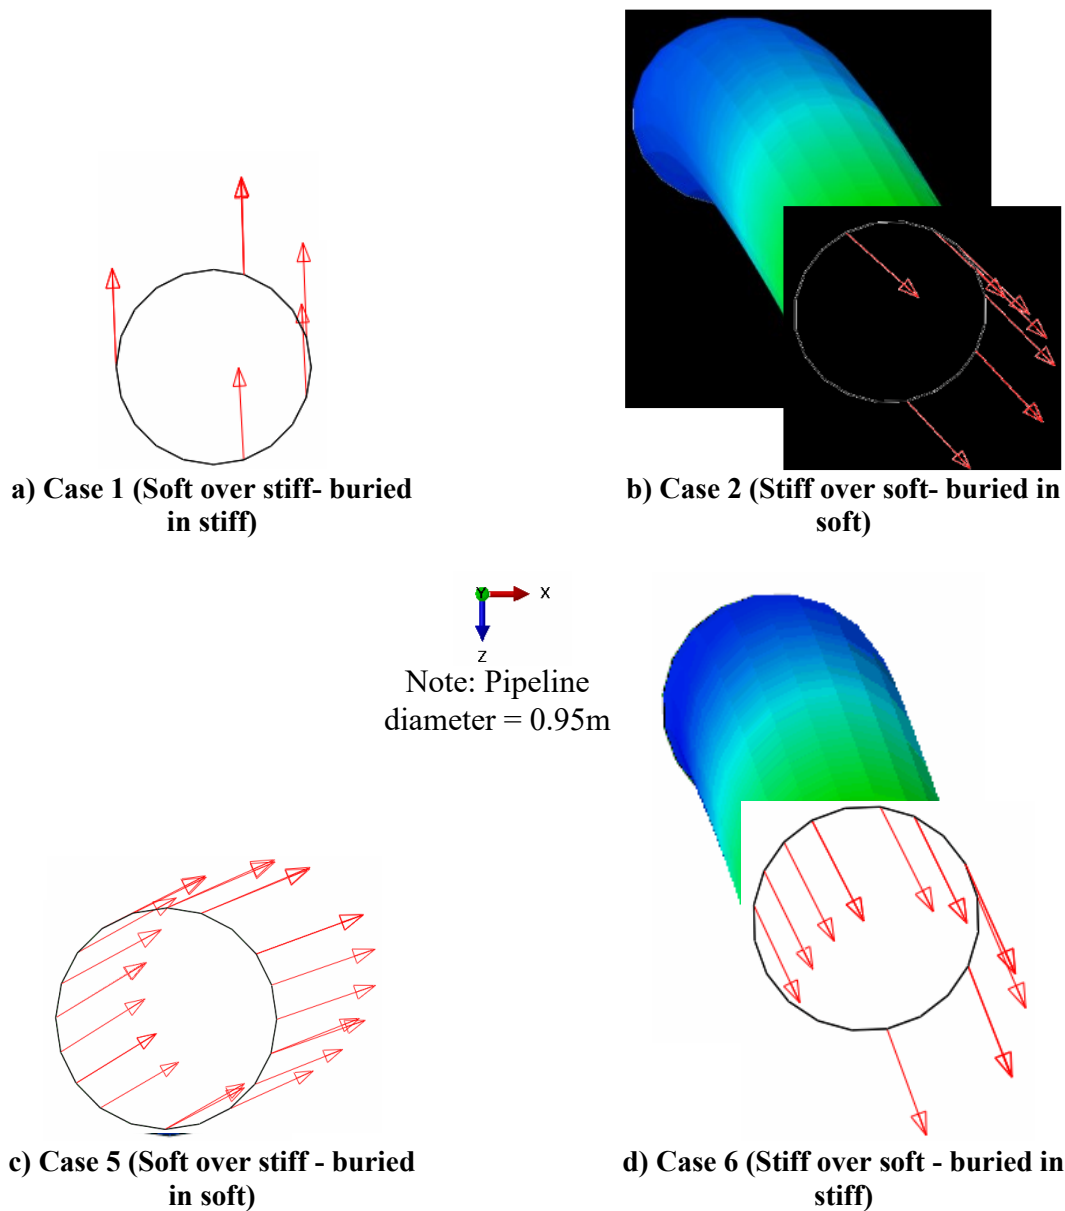 a) Case 1 (Soft over stiff- buried
in stiff)
b) Case 2 (Stiff over soft- buried in
soft)
Y
X
Z
Note: Pipeline
diameter = 0.95m
c) Case 5 (Soft over stiff - buried
in soft)
d) Case 6 (Stiff over soft - buried in
stiff)